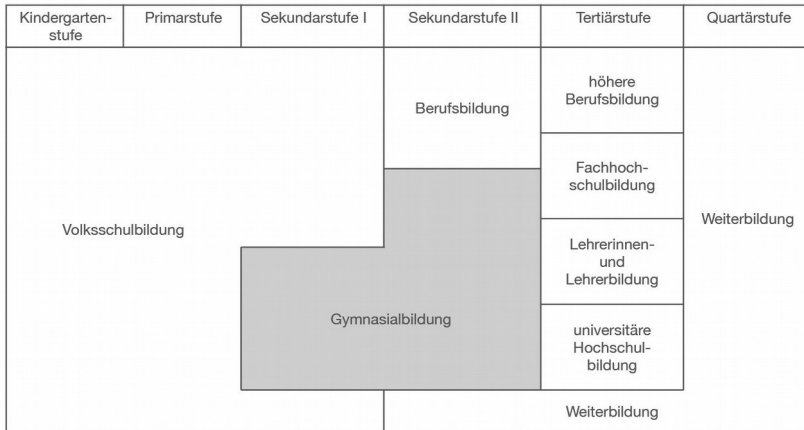 Kindergarten-
stufe
Primarstufe
Sekundarstufe I
Sekundarstufe II
Tertiärstufe
Quartärstufe
Volksschulbildung
Gymnasialbildung
Berufsbildung
höhere
Berufsbildung
Fachhoch-
schulbildung
Lehrerinnen-
und
Lehrerbildung
universitäre
Hochschul-
bildung
Weiterbildung
Weiterbildung